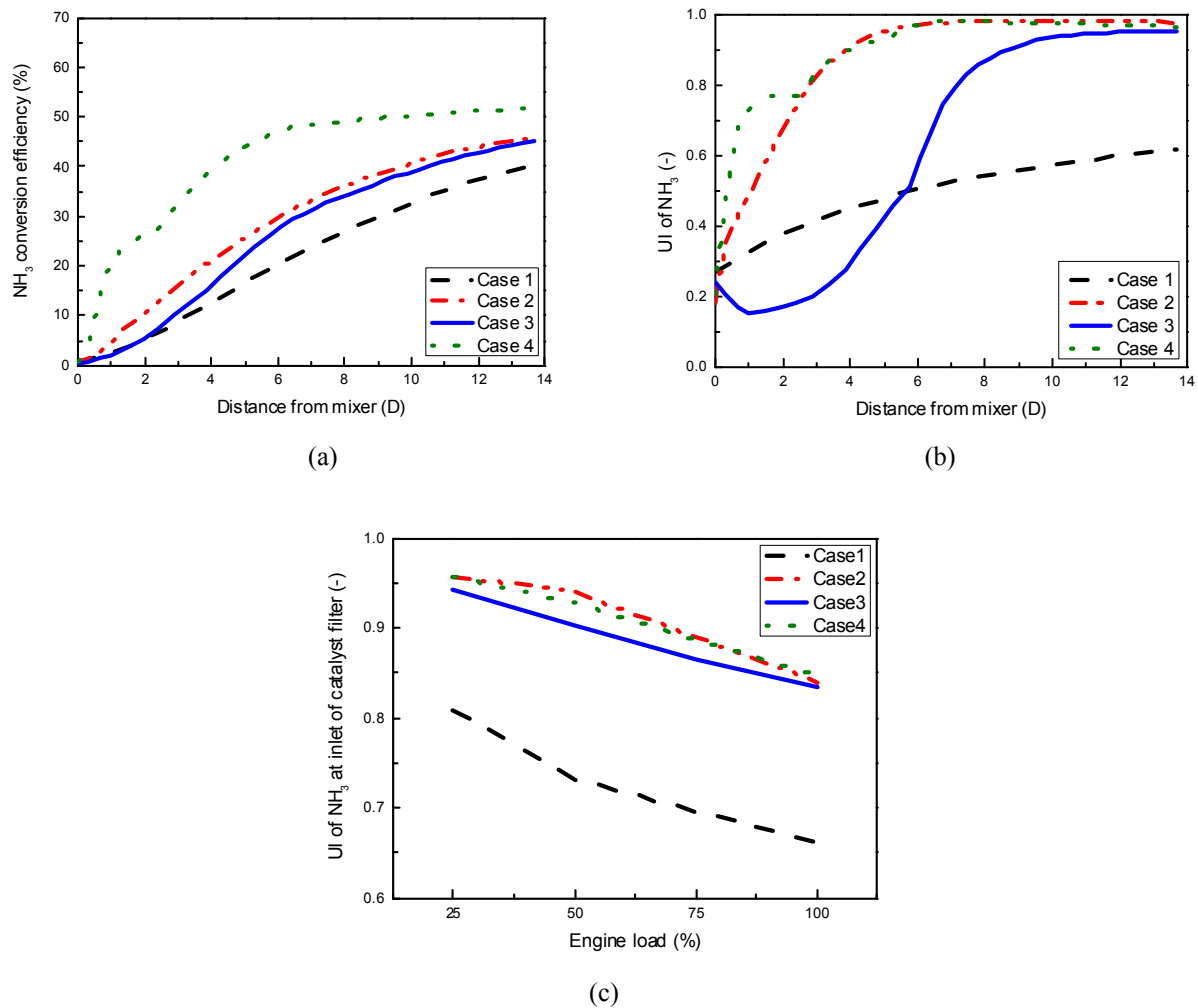 70
60
50
40
30
20
10
0
NH₃ conversion efficiency (%)
0 2 4 6 8 10 12 14
Distance from mixer (D)
Case 1
Case 2
Case 3
Case 4
(a)
1.0
0.8
0.6
0.4
0.2
0.0
UI of NH₃ (-)
0 2 4 6 8 10 12 14
Distance from mixer (D)
Case 1
Case 2
Case 3
Case 4
(b)
1.0
0.9
0.8
0.7
0.6
UI of NH₃ at inlet of catalyst filter (-)
25 50 75 100
Engine load (%)
Case1
Case2
Case3
Case4
(c)